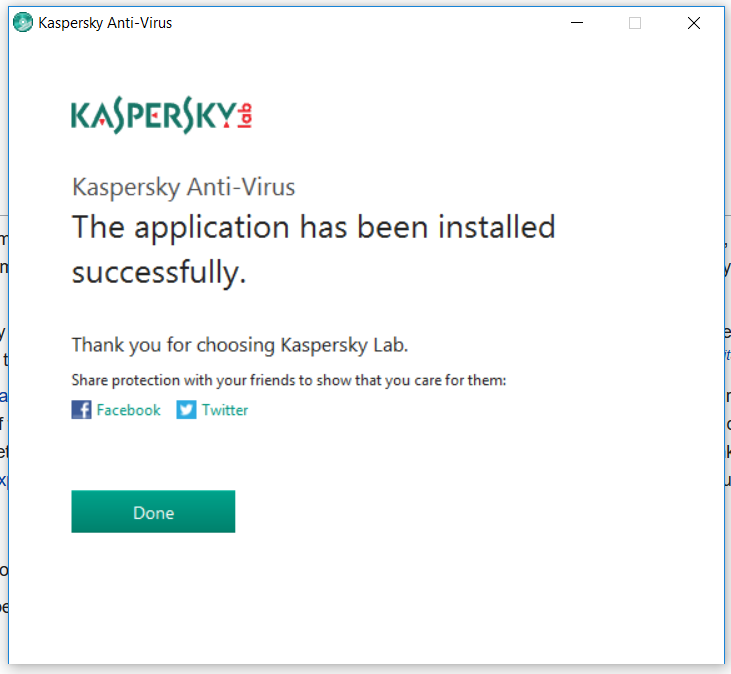 Kaspersky Anti-Virus
KASPERSKY lab
Kaspersky Anti-Virus
The application has been installed
successfully.
Thank you for choosing Kaspersky Lab.
Share protection with your friends to show that you care for them:
Facebook Twitter
Done